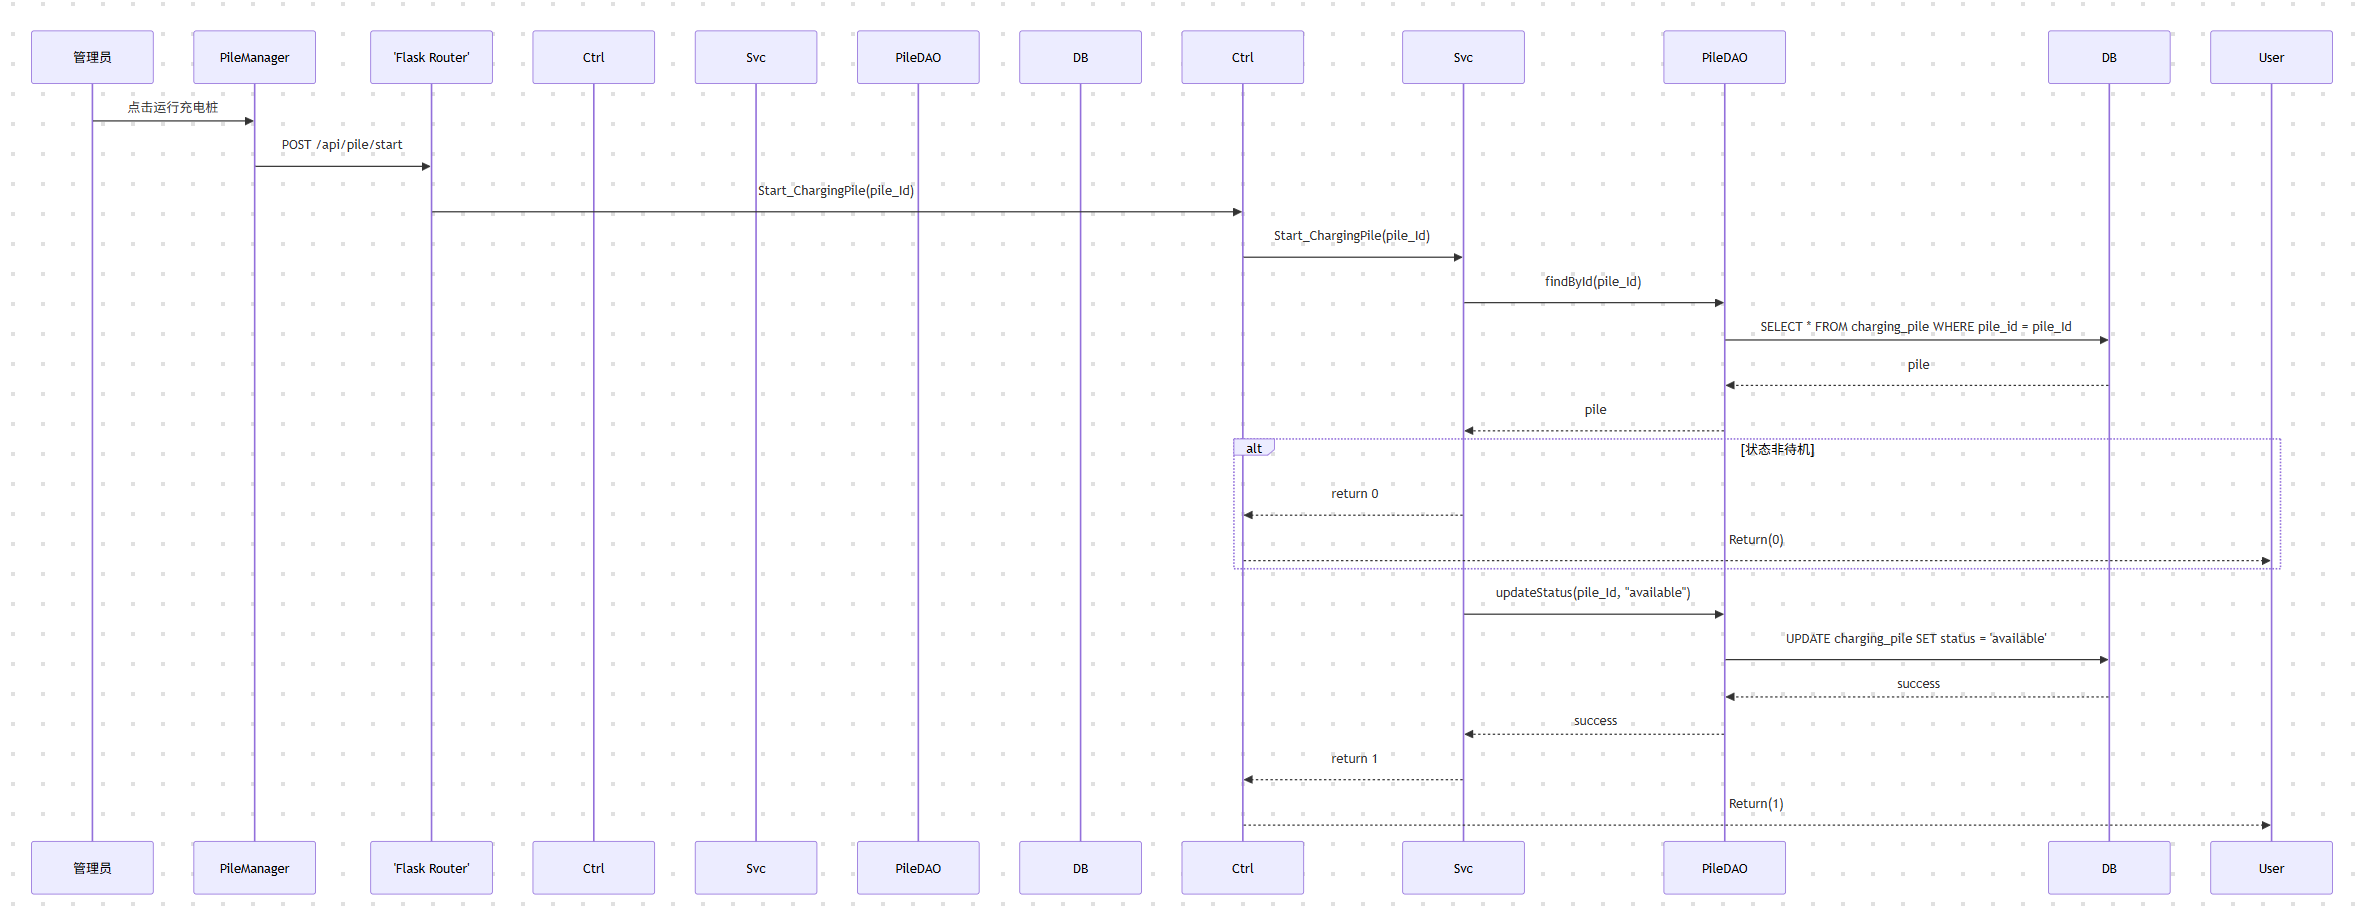 管理员
PileManager
'Flask Router'
Ctrl
Svc
PileDAO
DB
Ctrl
Svc
PileDAO
DB
User
点击运行充电桩
POST /api/pile/start
Start_ChargingPile(pile_Id)
Start_ChargingPile(pile_Id)
findById(pile_Id)
SELECT * FROM charging_pile WHERE pile_id = pile_Id
pile
pile
alt
[状态非待机]
return 0
Return(0)
updateStatus(pile_Id, "available")
UPDATE charging_pile SET status = 'available'
success
success
return 1
Return(1)
管理员
PileManager
'Flask Router'
Ctrl
Svc
PileDAO
DB
Ctrl
Svc
PileDAO
DB
User